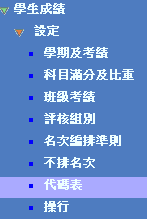 學生成績
設定
學期及考績
科目滿分及比重
班級考績
評核組別
名次編排準則
不排名次
代碼表
操行